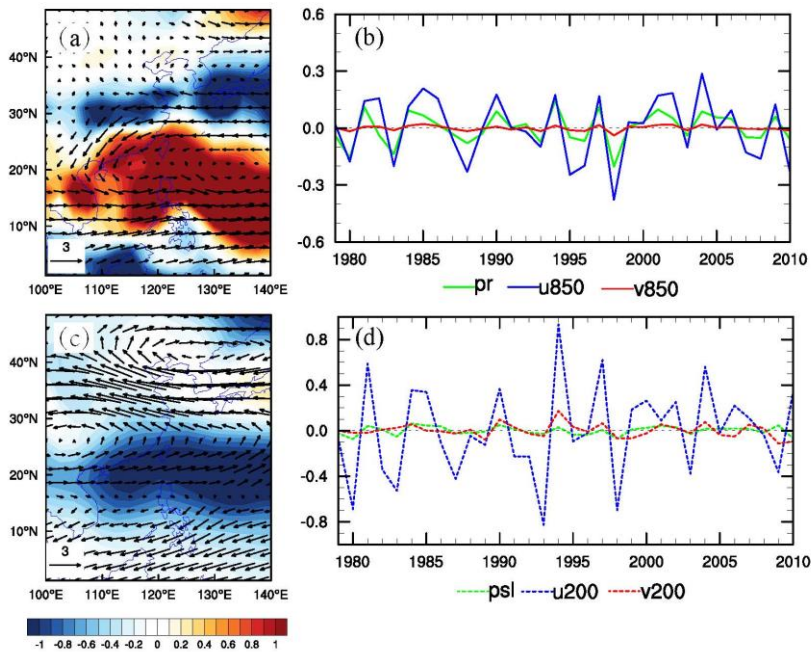 (a)
40°N
30°N
20°N
10°N
3
100°E 110°E 120°E 130°E 140°E
(b)
0.6
0.3
0.0
-0.3
-0.6
1980 1985 1990 1995 2000 2005 2010
pr u850 v850
(c)
40°N
30°N
20°N
10°N
3
100°E 110°E 120°E 130°E 140°E
(d)
0.8
0.4
0.0
-0.4
-0.8
1980 1985 1990 1995 2000 2005 2010
psl u200 v200
-1 -0.8 -0.6 -0.4 -0.2 0 0.2 0.4 0.6 0.8 1